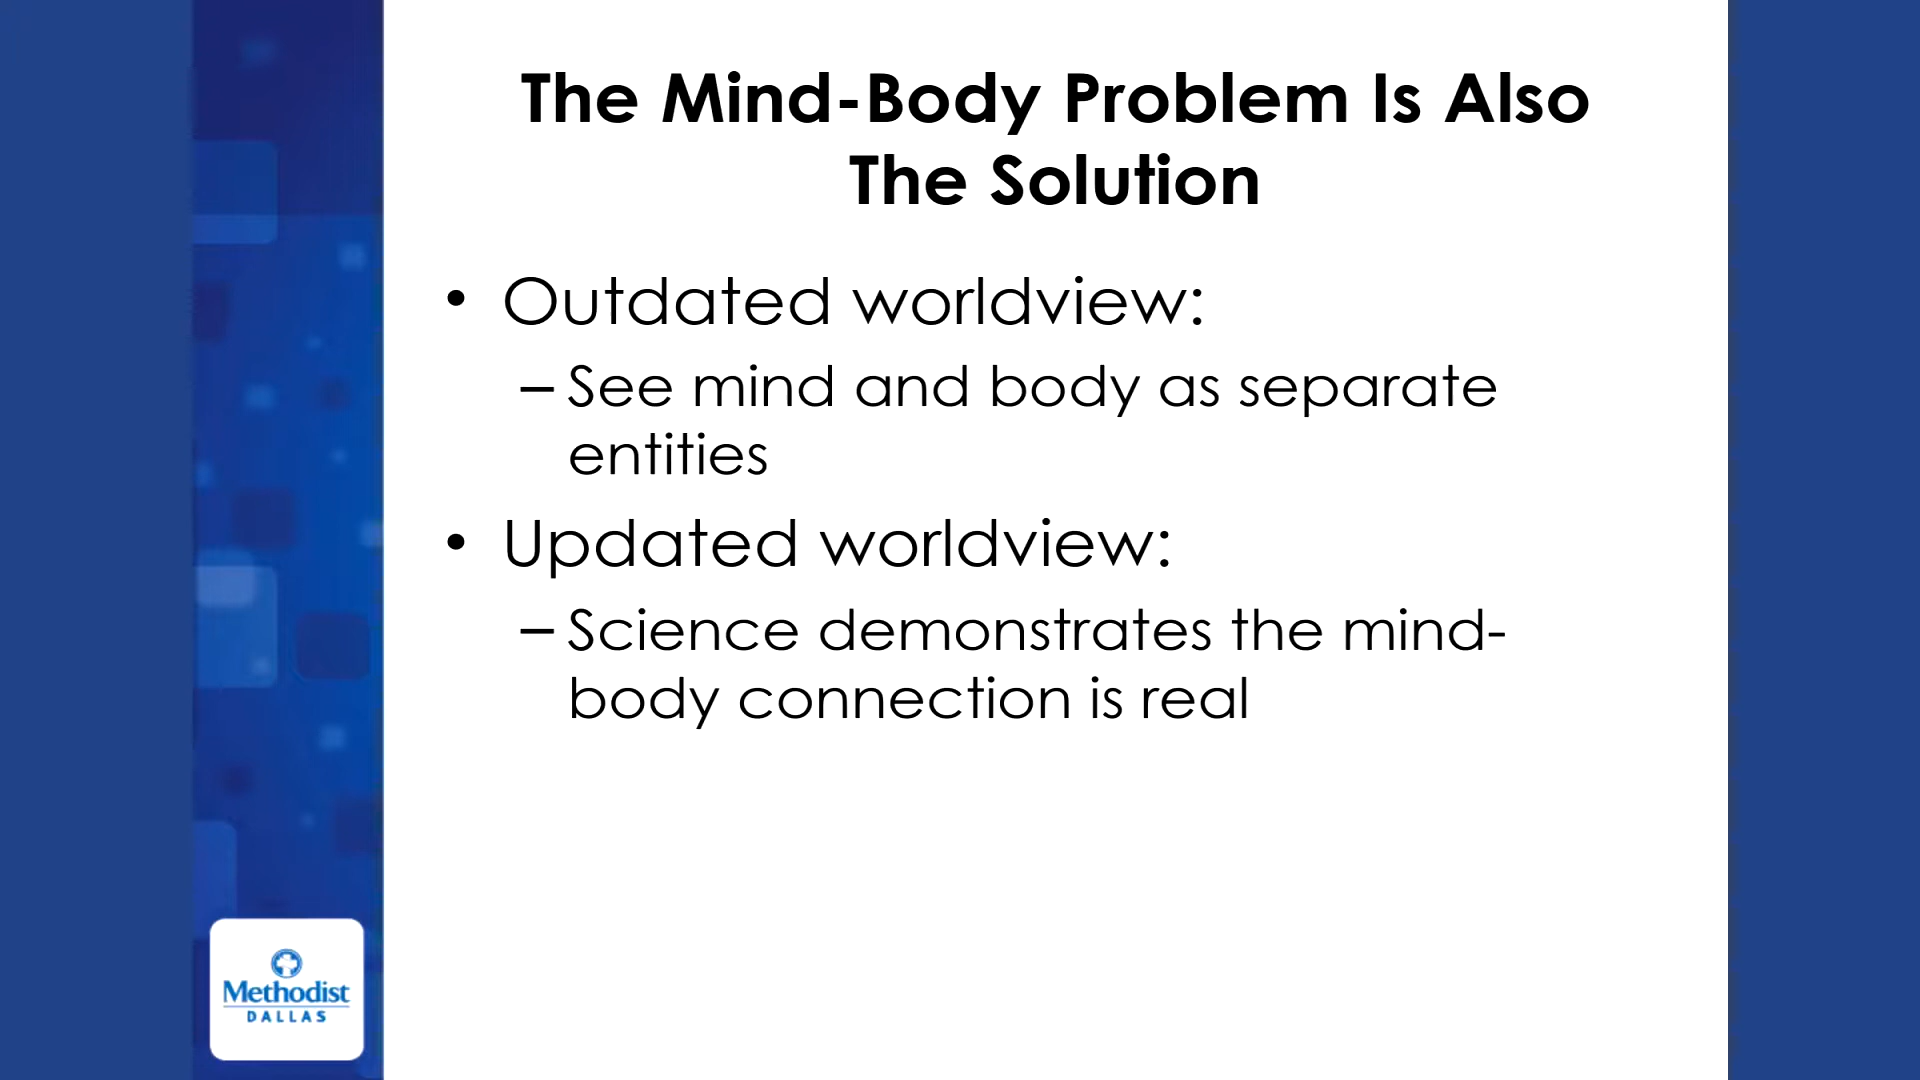 The Mind-Body Problem Is Also
The Solution
• Outdated worldview:
– See mind and body as separate
entities
• Updated worldview:
– Science demonstrates the mind-
body connection is real
Methodist
DALLAS